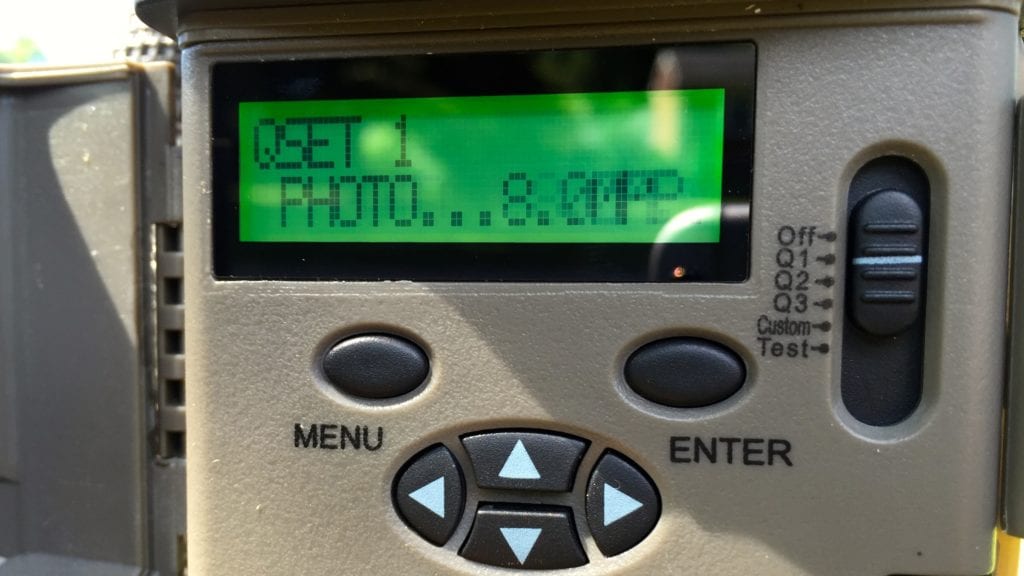 QSET 1
PHOTO...8.0MP
Off
Q1
Q2
Q3
Custom
Test
MENU
ENTER